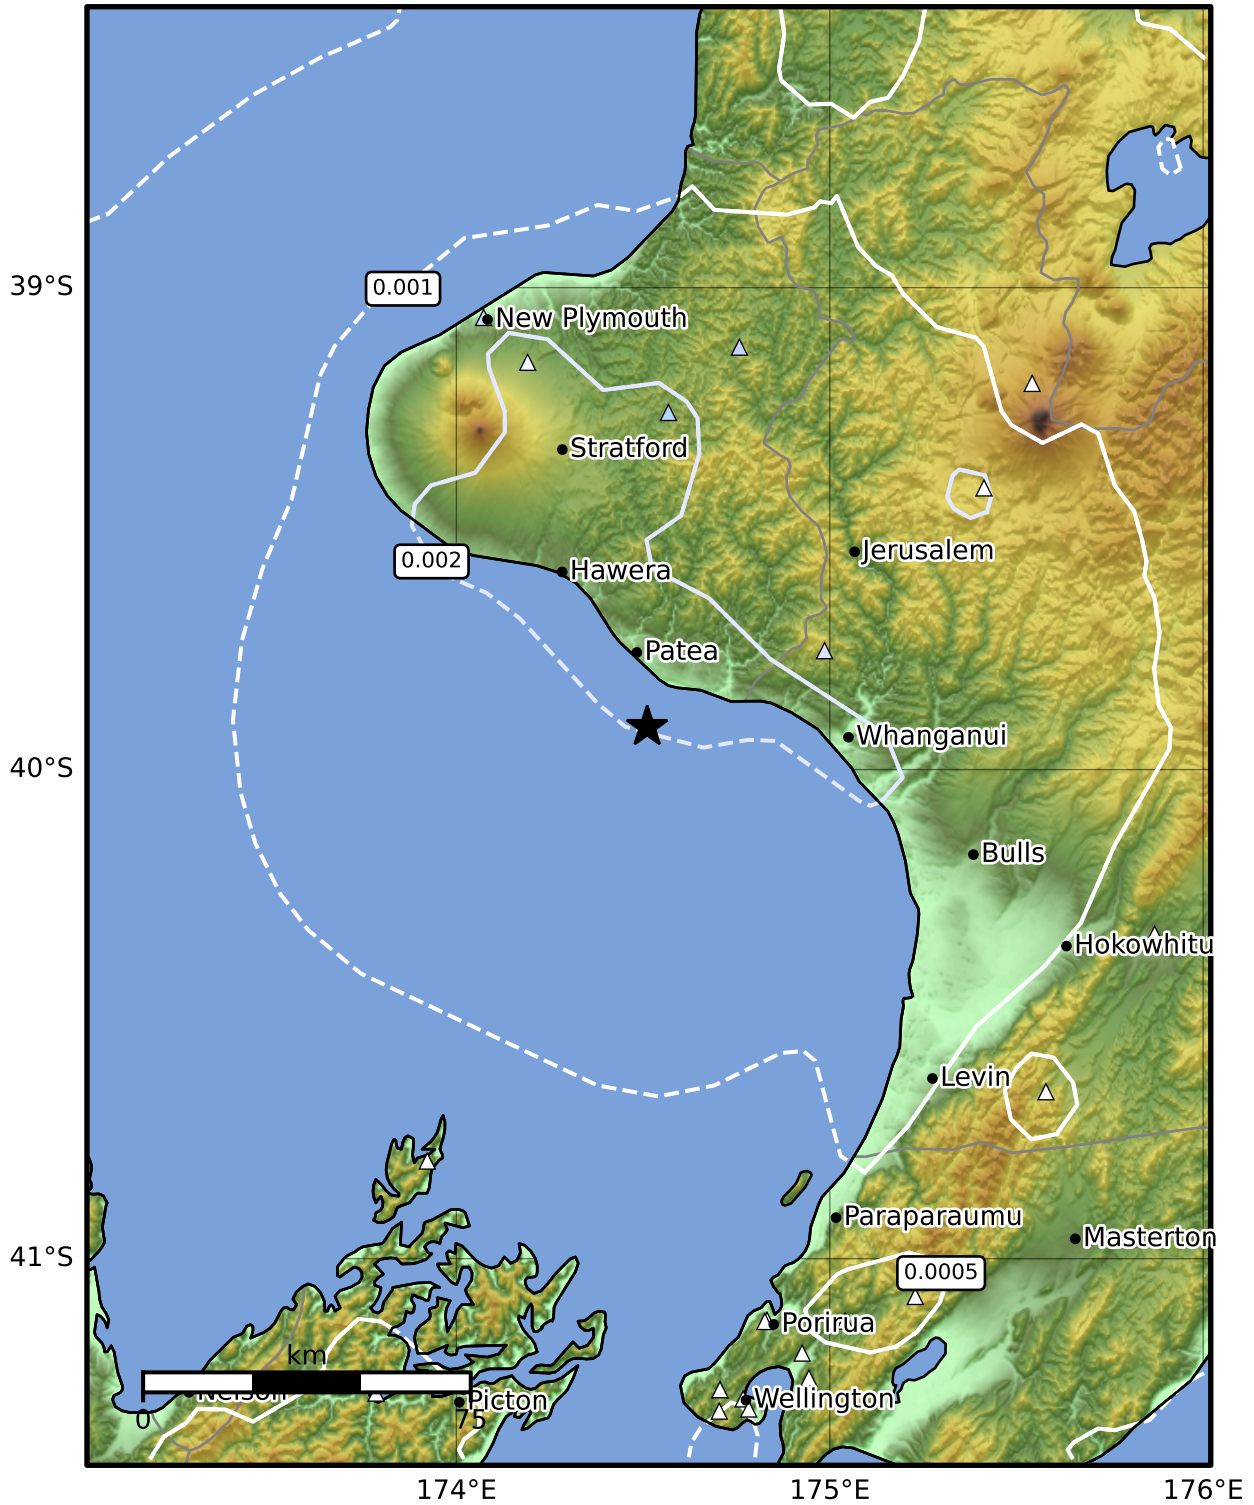 39°S
0.001
New Plymouth
Stratford
0.002
Hawera
Jerusalem
Patea
Whanganui
40°S
Bulls
Hokowhitu
Levin
Paraparaumu
Masterton
41°S
0.0005
Porirua
km
Nelson
Picton
Wellington
0
75
174°E
175°E
176°E